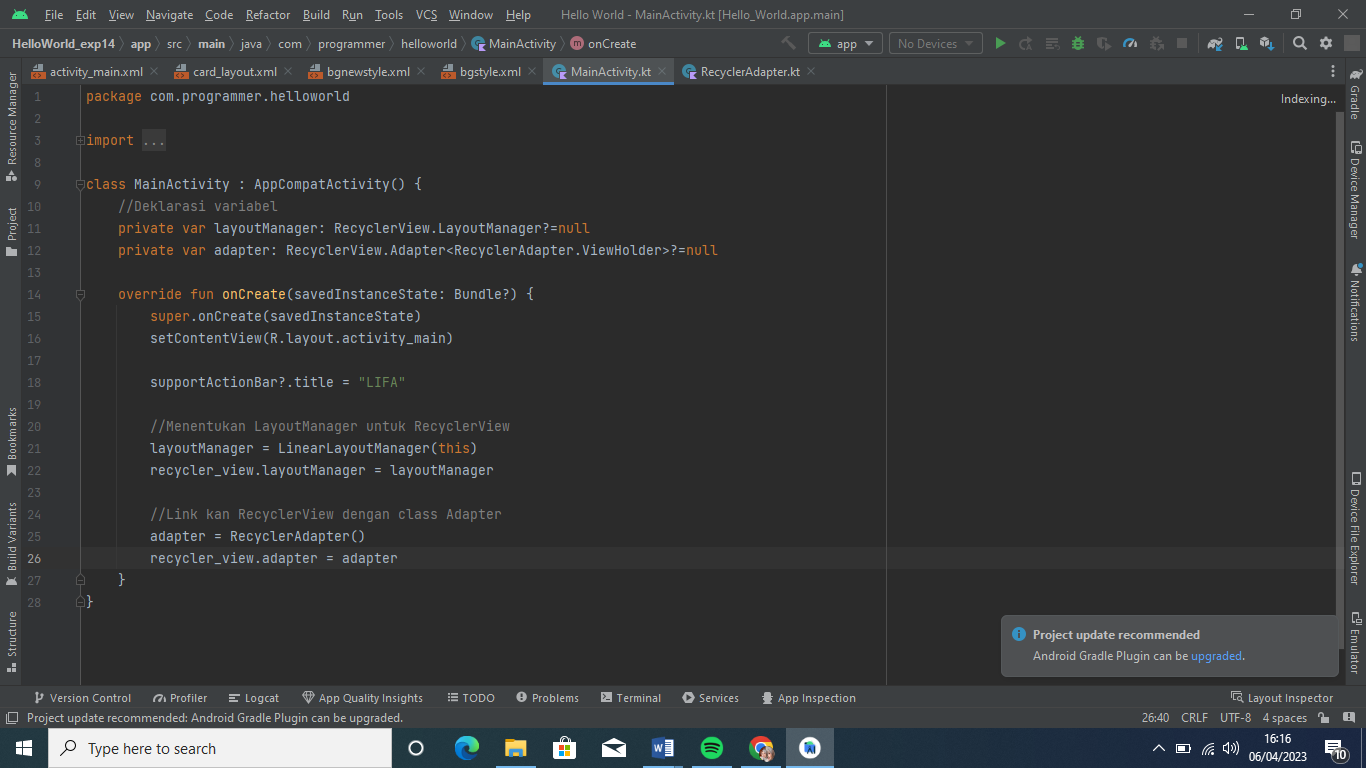 File Edit View Navigate Code Refactor Build Run Tools VCS Window Help Hello World - MainActivity.kt [Hello_World.app.main]
HelloWorld_exp14 app src main java com programmer helloworld MainActivity onCreate app No Devices
activity_main.xml card_layout.xml bgnewstyle.xml bgstyle.xml MainActivity.kt RecyclerAdapter.kt
Resource Manager
Project
Bookmarks
Build Variants
Structure
1 package com.programmer.helloworld
Indexing...
2
3 import ...
8
9 class MainActivity : AppCompatActivity() {
10 //Deklarasi variabel
11 private var layoutManager: RecyclerView.LayoutManager?=null
12 private var adapter: RecyclerView.Adapter<RecyclerAdapter.ViewHolder>?=null
13
14 override fun onCreate(savedInstanceState: Bundle?) {
15 super.onCreate(savedInstanceState)
16 setContentView(R.layout.activity_main)
17
18 supportActionBar?.title = "LIFA"
19
20 //Menentukan LayoutManager untuk RecyclerView
21 layoutManager = LinearLayoutManager(this)
22 recycler_view.layoutManager = layoutManager
23
24 //Link kan RecyclerView dengan class Adapter
25 adapter = RecyclerAdapter()
26 recycler_view.adapter = adapter
27 }
28 }
Gradle
Device Manager
Notifications
Device File Explorer
Emulator
Project update recommended
Android Gradle Plugin can be upgraded.
Version Control Profiler Logcat App Quality Insights TODO Problems Terminal Services App Inspection Layout Inspector
Project update recommended: Android Gradle Plugin can be upgraded. 26:40 CRLF UTF-8 4 spaces
Type here to search
16:16
06/04/2023
10